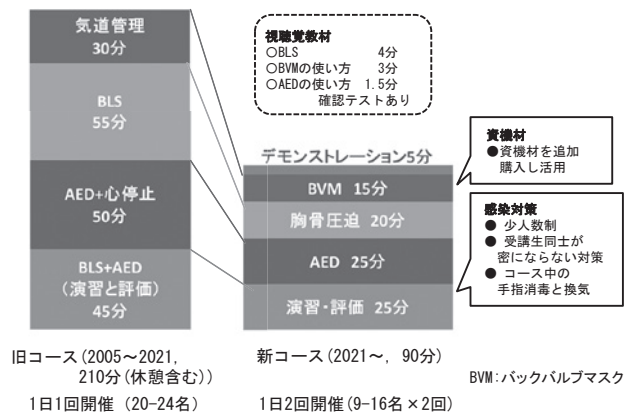 気道管理
30分
BLS
55分
AED+心停止
50分
BLS+AED
(演習と評価)
45分
視聴覚教材
○BLS 4分
○BVMの使い方 3分
○AEDの使い方 1.5分
確認テストあり
デモンストレーション5分
BVM 15分
胸骨圧迫 20分
AED 25分
演習・評価 25分
資機材
●資機材を追加
購入し活用
感染対策
● 少人数制
● 受講生同士が
密にならない対策
● コース中の
手指消毒と換気
旧コース(2005～2021,
210分(休憩含む))
1日1回開催 (20-24名)
新コース(2021～, 90分)
1日2回開催(9-16名×2回)
BVM:バックバルブマスク